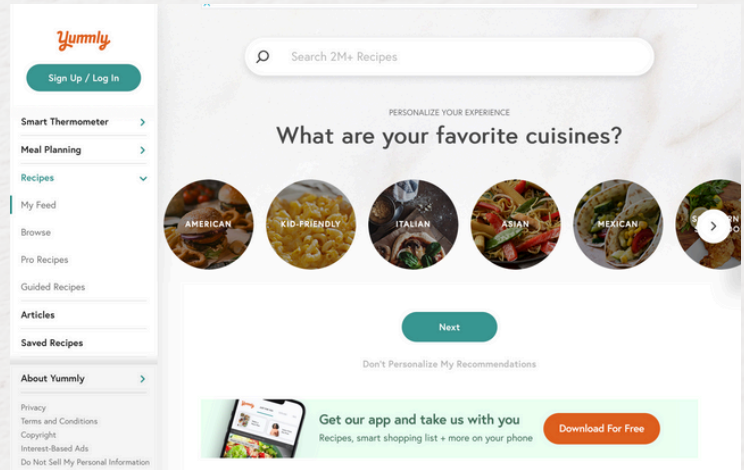 Yummly
Sign Up / Log In
Smart Thermometer
Meal Planning
Recipes
My Feed
Browse
Pro Recipes
Guided Recipes
Articles
Saved Recipes
About Yummly
Privacy
Terms and Conditions
Copyright
Interest-Based Ads
Do Not Sell My Personal Information
Search 2M+ Recipes
PERSONALIZE YOUR EXPERIENCE
What are your favorite cuisines?
AMERICAN
KID-FRIENDLY
ITALIAN
ASIAN
MEXICAN
Next
Don't Personalize My Recommendations
Yummly
Get our app and take us with you
Recipes, smart shopping list + more on your phone
Download For Free